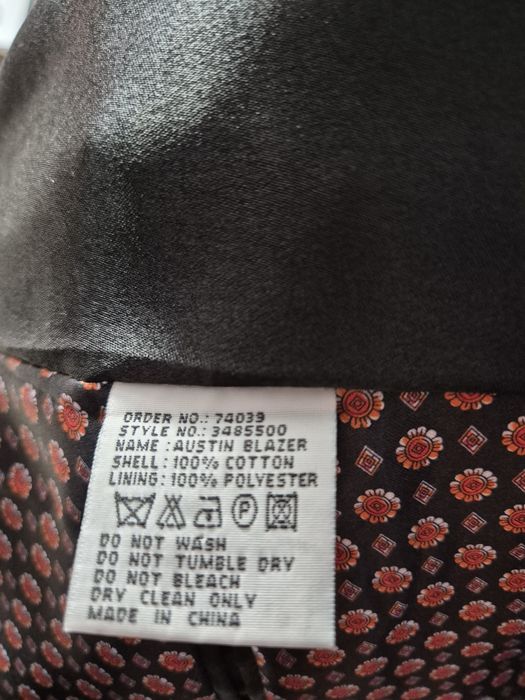 ORDER NO.: 74039
STYLE NO.: 3485500
NAME : AUSTIN BLAZER
SHELL : 100% COTTON
LINING: 100% POLYESTER
P
DO NOT WASH
DO NOT TUMBLE DRY
DO NOT BLEACH
DRY CLEAN ONLY
MADE IN CHINA